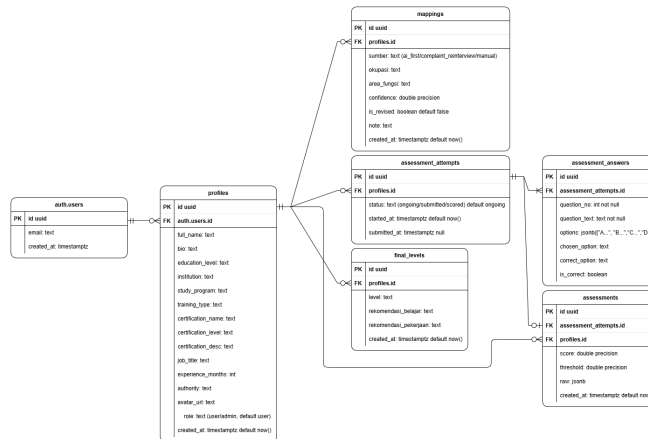 mappings
PK id uuid
FK profiles.id
sumber: text (ai_first/complaint_reinterview/manual)
okupasi: text
area_fungsi: text
confidence: double precision
is_revised: boolean default false
note: text
created_at: timestamptz default now()
assessment_attempts
PK id uuid
FK profiles.id
status: text (ongoing/submitted/scored) default ongoing
started_at: timestamptz default now()
submitted_at: timestamptz null
assessment_answers
PK id uuid
FK assessment_attempts.id
question_no: int not null
question_text: text not null
options: jsonb(["A...", "B...","C...","D
chosen_option: text
correct_option: text
is_correct: boolean
auth.users
PK id uuid
email: text
created_at: timestamptz
profiles
PK id uuid
FK auth.users.id
full_name: text
bio: text
education_level: text
institution: text
study_program: text
training_type: text
certification_name: text
certification_level: text
certification_desc: text
job_title: text
experience_months: int
authority: text
avatar_url: text
role: text (user/admin, default user)
created_at: timestamptz default now()
final_levels
PK id uuid
FK profiles.id
level: text
rekomendasi_belajar: text
rekomendasi_pekerjaan: text
created_at: timestamptz default now()
assessments
PK id uuid
FK assessment_attempts.id
FK profiles.id
score: double precision
threshold: double precision
raw: jsonb
created_at: timestamptz default now